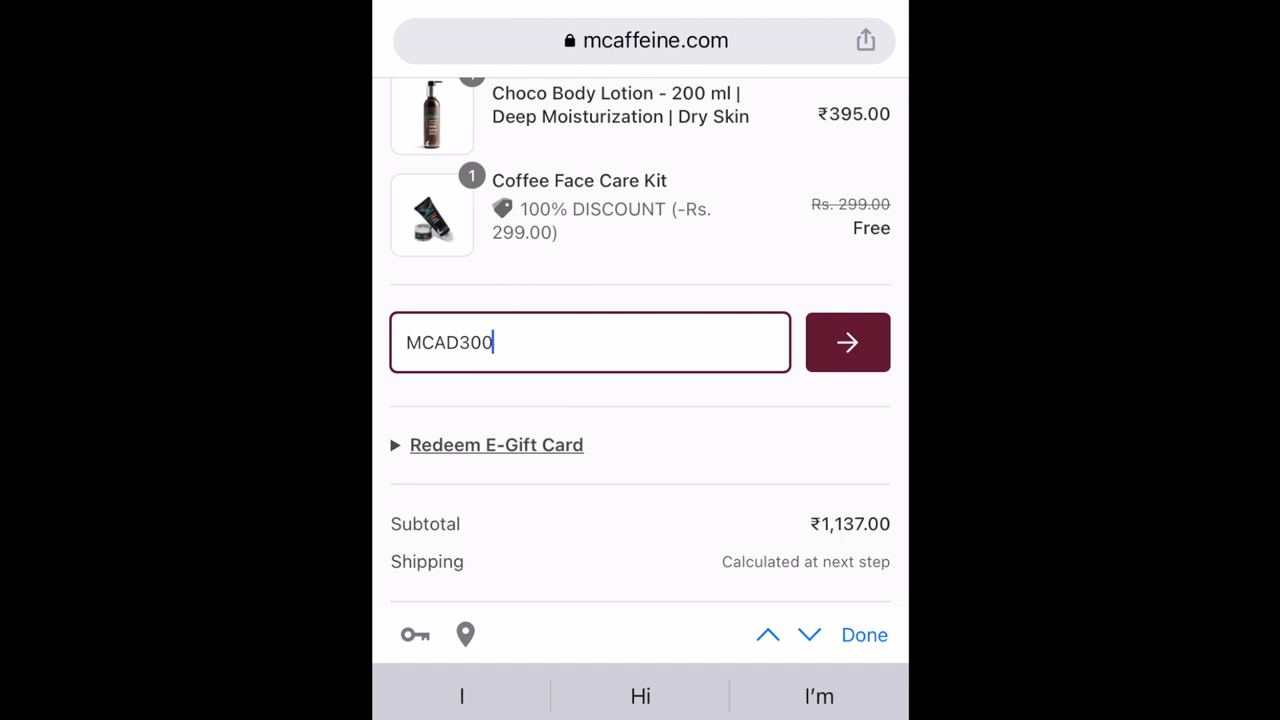 mcaffeine.com
Choco Body Lotion - 200 ml |
Deep Moisturization | Dry Skin
₹395.00
1
Coffee Face Care Kit
100% DISCOUNT (-Rs.
299.00)
Rs. 299.00
Free
MCAD300
Redeem E-Gift Card
Subtotal
₹1,137.00
Shipping
Calculated at next step
Done
I
Hi
I'm